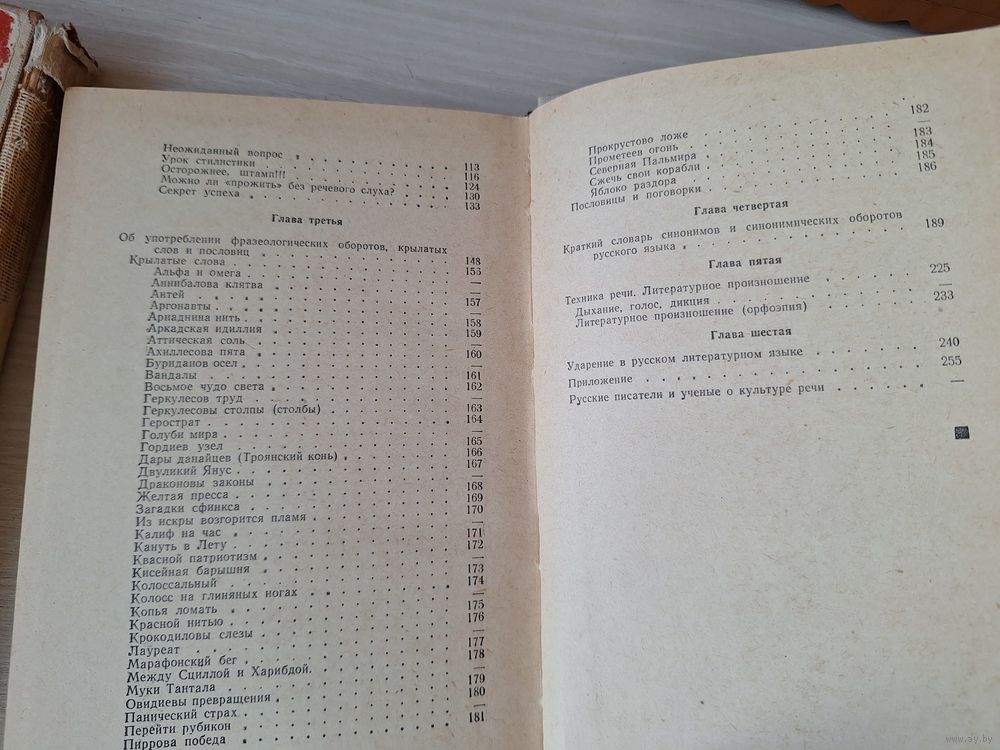 Неожиданный вопрос . . . . . . 113
Урок стилистики . . . . . . 116
Осторожнее, штамп!!! . . . . . . 124
Можно ли «прожить» без речевого слуха? . . . 130
Секрет успеха . . . . . . 133
Глава третья
Об употреблении фразеологических оборотов, крылатых
слов и пословиц . . . . . . 148
Крылатые слова . . . . . . 156
Альфа и омега . . . . . . —
Аннибалова клятва . . . . . . —
Антей . . . . . . 157
Аргонавты . . . . . . —
Ариаднина нить . . . . . . 158
Аркадская идиллия . . . . . . 159
Аттическая соль . . . . . . —
Ахиллесова пята . . . . . . 160
Буриданов осел . . . . . . —
Вандалы . . . . . . 161
Восьмое чудо света . . . . . . 162
Геркулесов труд . . . . . . —
Геркулесовы столпы (столбы) . . . . . . 163
Герострат . . . . . . 164
Голуби мира . . . . . . —
Гордиев узел . . . . . . 165
Дары данайцев (Троянский конь) . . . . . . 166
Двуликий Янус . . . . . . 167
Драконовы законы . . . . . . —
Желтая пресса . . . . . . 168
Загадки сфинкса . . . . . . 169
Из искры возгорится пламя . . . . . . 170
Калиф на час . . . . . . —
Кануть в Лету . . . . . . 171
Квасной патриотизм . . . . . . 172
Кисейная барышня . . . . . . —
Колоссальный . . . . . . 173
Колосс на глиняных ногах . . . . . . 174
Копья ломать . . . . . . —
Красной нитью . . . . . . 175
Крокодиловы слезы . . . . . . 176
Лауреат . . . . . . —
Марафонский бег . . . . . . 177
Между Сциллой и Харибдой . . . . . . 178
Муки Тантала . . . . . . —
Овидиевы превращения . . . . . . 179
Панический страх . . . . . . 180
Перейти рубикон . . . . . . —
Пиррова победа . . . . . . 181
Прокрустово ложе . . . . . . 182
Прометеев огонь . . . . . . —
Северная Пальмира . . . . . . 183
Сжечь свои корабли . . . . . . 184
Яблоко раздора . . . . . . 185
Пословицы и поговорки . . . . . . 186
Глава четвертая
Краткий словарь синонимов и синонимических оборотов
русского языка . . . . . . 189
Глава пятая
Техника речи. Литературное произношение . . . . . . 225
Дыхание, голос, дикция . . . . . . —
Литературное произношение (орфоэпия) . . . . . . 233
Глава шестая
Ударение в русском литературном языке . . . . . . 240
Приложение . . . . . . 255
Русские писатели и ученые о культуре речи . . . . . . —
www.ay.by